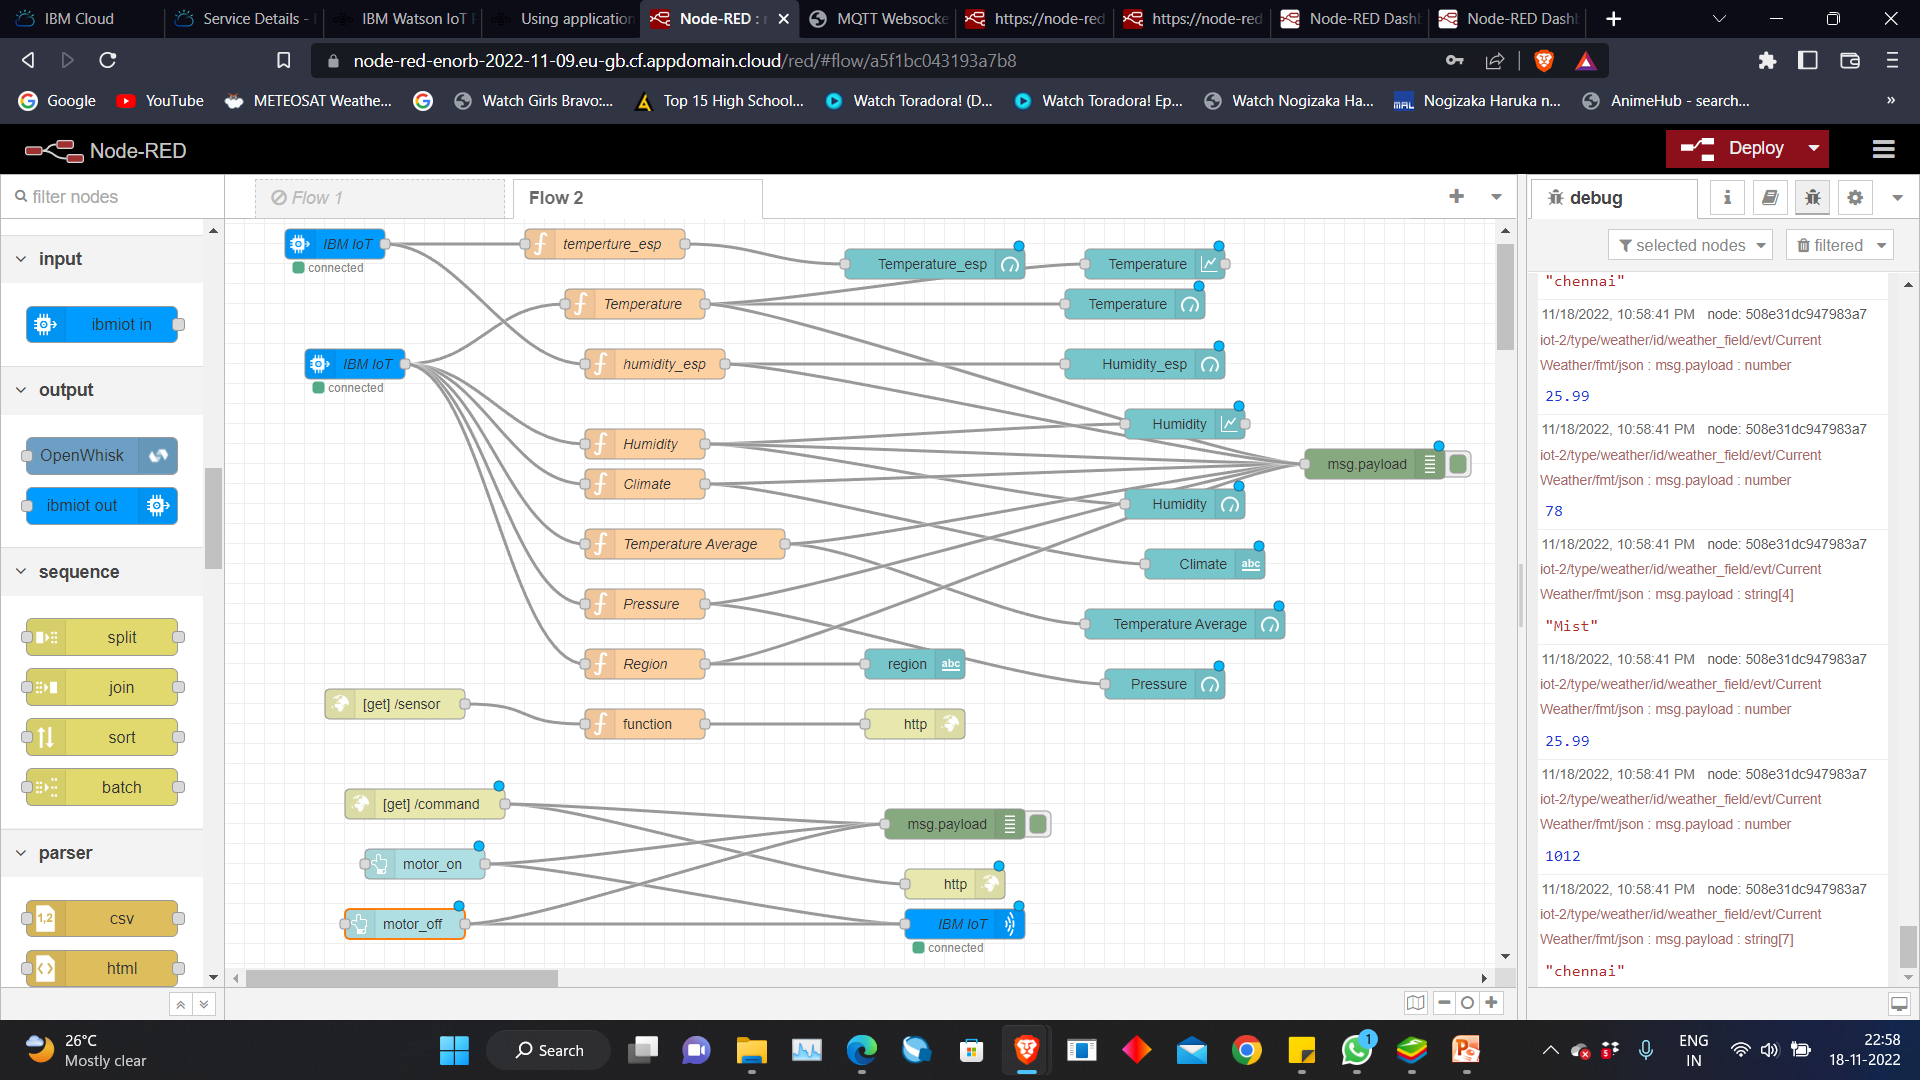 IBM Cloud
Service Details -
IBM Watson IoT
Using application
Node-RED :
MQTT Websocke
https://node-red
https://node-red
Node-RED Dash
Node-RED Dash
node-red-enorb-2022-11-09.eu-gb.cf.appdomain.cloud/red/#flow/a5f1bc043193a7b8
Google
YouTube
METEOSAT Weathe...
Watch Girls Bravo:...
Top 15 High School...
Watch Toradora! (D...
Watch Toradora! Ep...
Watch Nogizaka Ha...
MAL
Nogizaka Haruka n...
AnimeHub - search...
»
Node-RED
Deploy
filter nodes
Flow 1
Flow 2
debug
selected nodes
filtered
input
ibmiot in
output
OpenWhisk
ibmiot out
sequence
split
join
sort
batch
parser
1,2
csv
html
IBM IoT
connected
temperture_esp
Temperature_esp
Temperature
Temperature
Temperature
IBM IoT
connected
humidity_esp
Humidity_esp
Humidity
Humidity
Climate
msg.payload
Humidity
Temperature Average
Climate
abc
Pressure
Temperature Average
Region
region
abc
Pressure
[get] /sensor
function
http
[get] /command
msg.payload
motor_on
http
motor_off
IBM IoT
connected
"chennai"
11/18/2022, 10:58:41 PM node: 508e31dc947983a7
iot-2/type/weather/id/weather_field/evt/Current
Weather/fmt/json : msg.payload : number
25.99
11/18/2022, 10:58:41 PM node: 508e31dc947983a7
iot-2/type/weather/id/weather_field/evt/Current
Weather/fmt/json : msg.payload : number
78
11/18/2022, 10:58:41 PM node: 508e31dc947983a7
iot-2/type/weather/id/weather_field/evt/Current
Weather/fmt/json : msg.payload : string[4]
"Mist"
11/18/2022, 10:58:41 PM node: 508e31dc947983a7
iot-2/type/weather/id/weather_field/evt/Current
Weather/fmt/json : msg.payload : number
25.99
11/18/2022, 10:58:41 PM node: 508e31dc947983a7
iot-2/type/weather/id/weather_field/evt/Current
Weather/fmt/json : msg.payload : number
1012
11/18/2022, 10:58:41 PM node: 508e31dc947983a7
iot-2/type/weather/id/weather_field/evt/Current
Weather/fmt/json : msg.payload : string[7]
"chennai"
26°C
Mostly clear
Search
1
5
ENG
IN
22:58
18-11-2022